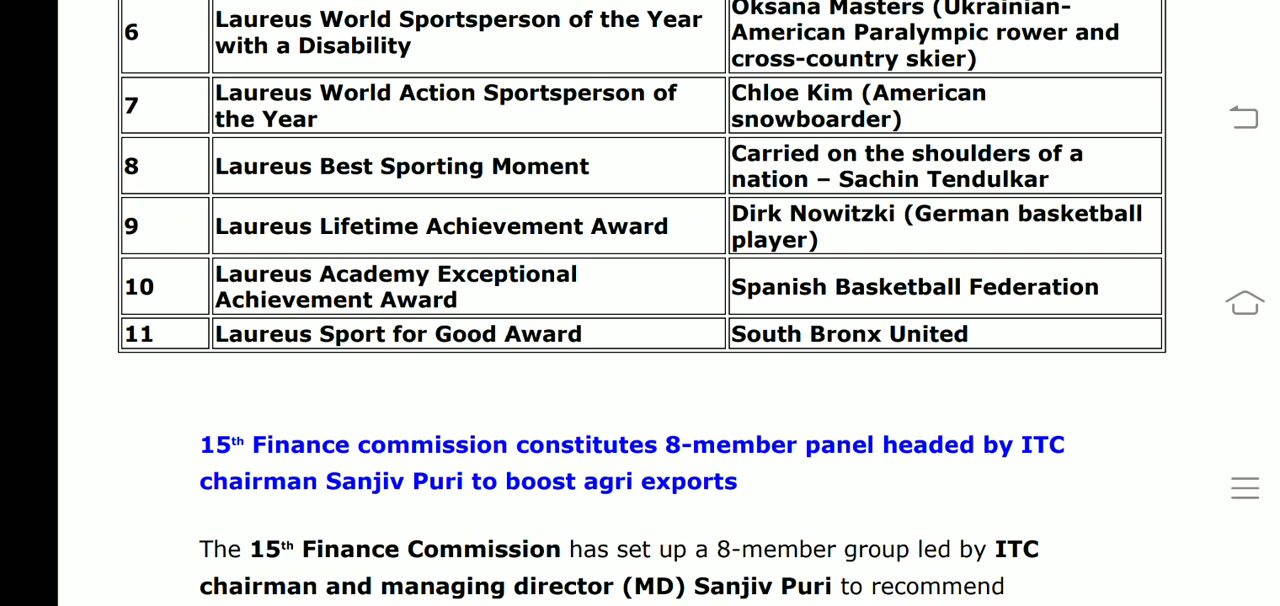 6
Laureus World Sportsperson of the Year
with a Disability
Oksana Masters (Ukrainian-
American Paralympic rower and
cross-country skier)
7
Laureus World Action Sportsperson of
the Year
Chloe Kim (American
snowboarder)
8
Laureus Best Sporting Moment
Carried on the shoulders of a
nation – Sachin Tendulkar
9
Laureus Lifetime Achievement Award
Dirk Nowitzki (German basketball
player)
10
Laureus Academy Exceptional
Achievement Award
Spanish Basketball Federation
11
Laureus Sport for Good Award
South Bronx United
15th Finance commission constitutes 8-member panel headed by ITC
chairman Sanjiv Puri to boost agri exports
The 15th Finance Commission has set up a 8-member group led by ITC
chairman and managing director (MD) Sanjiv Puri to recommend